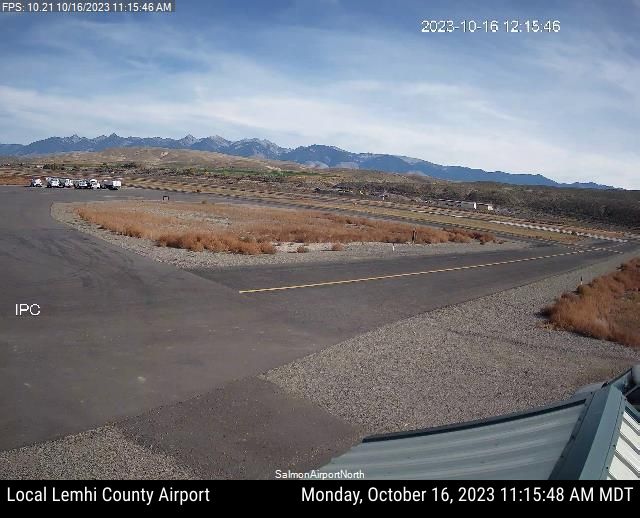 FPS: 10.21 10/16/2023 11:15:46 AM
2023-10-16 12:15:46
IPC
SalmonAirportNorth
Local Lemhi County Airport
Monday, October 16, 2023 11:15:48 AM MDT